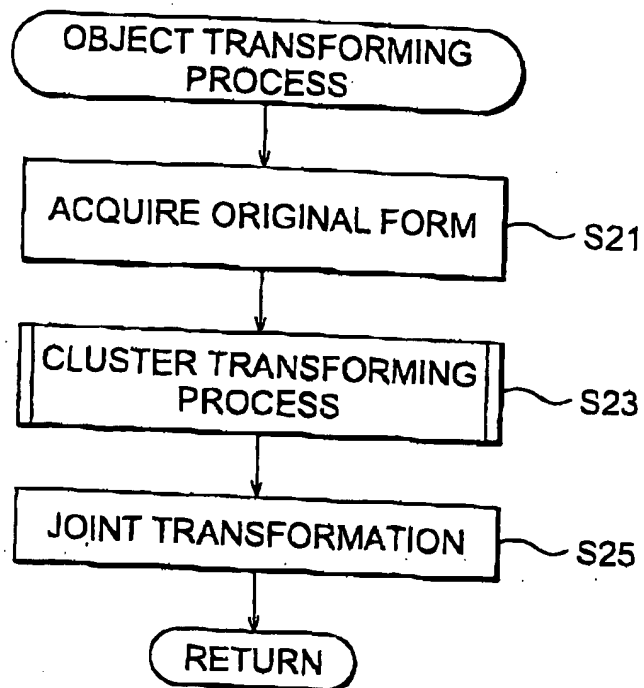 OBJECT TRANSFORMING
PROCESS
ACQUIRE ORIGINAL FORM
S21
CLUSTER TRANSFORMING
PROCESS
S23
JOINT TRANSFORMATION
S25
RETURN